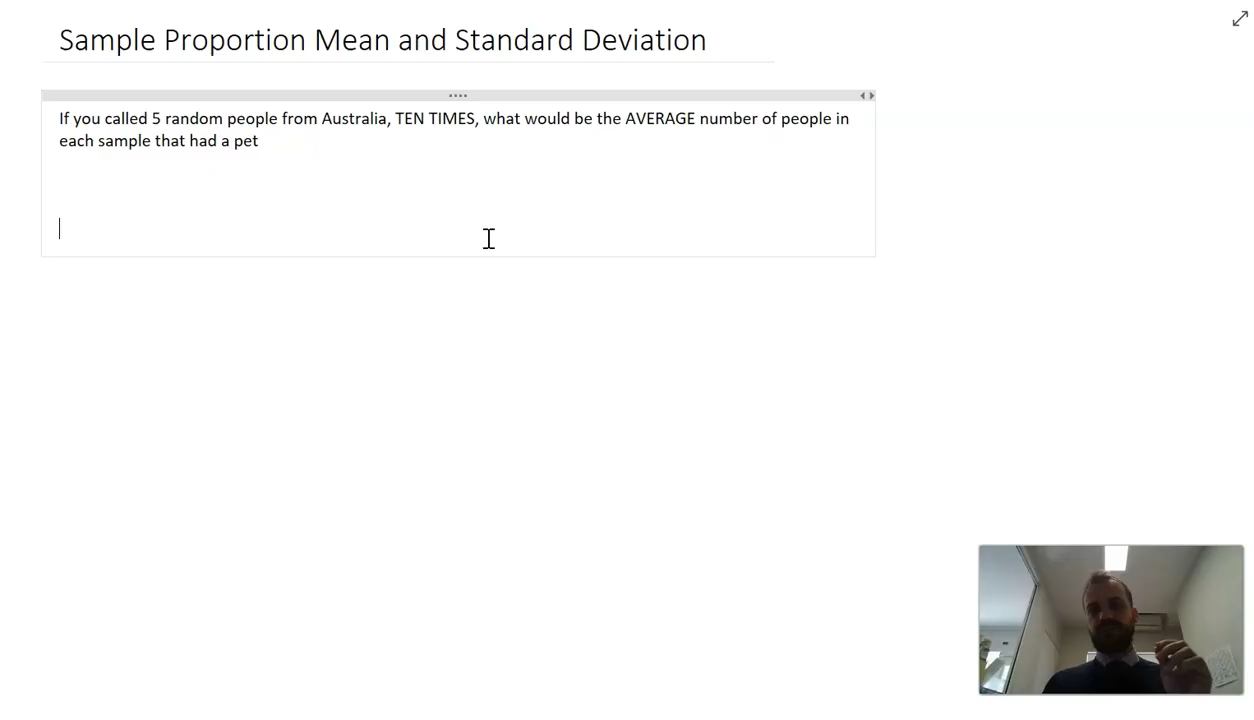 Sample Proportion Mean and Standard Deviation
If you called 5 random people from Australia, TEN TIMES, what would be the AVERAGE number of people in
each sample that had a pet